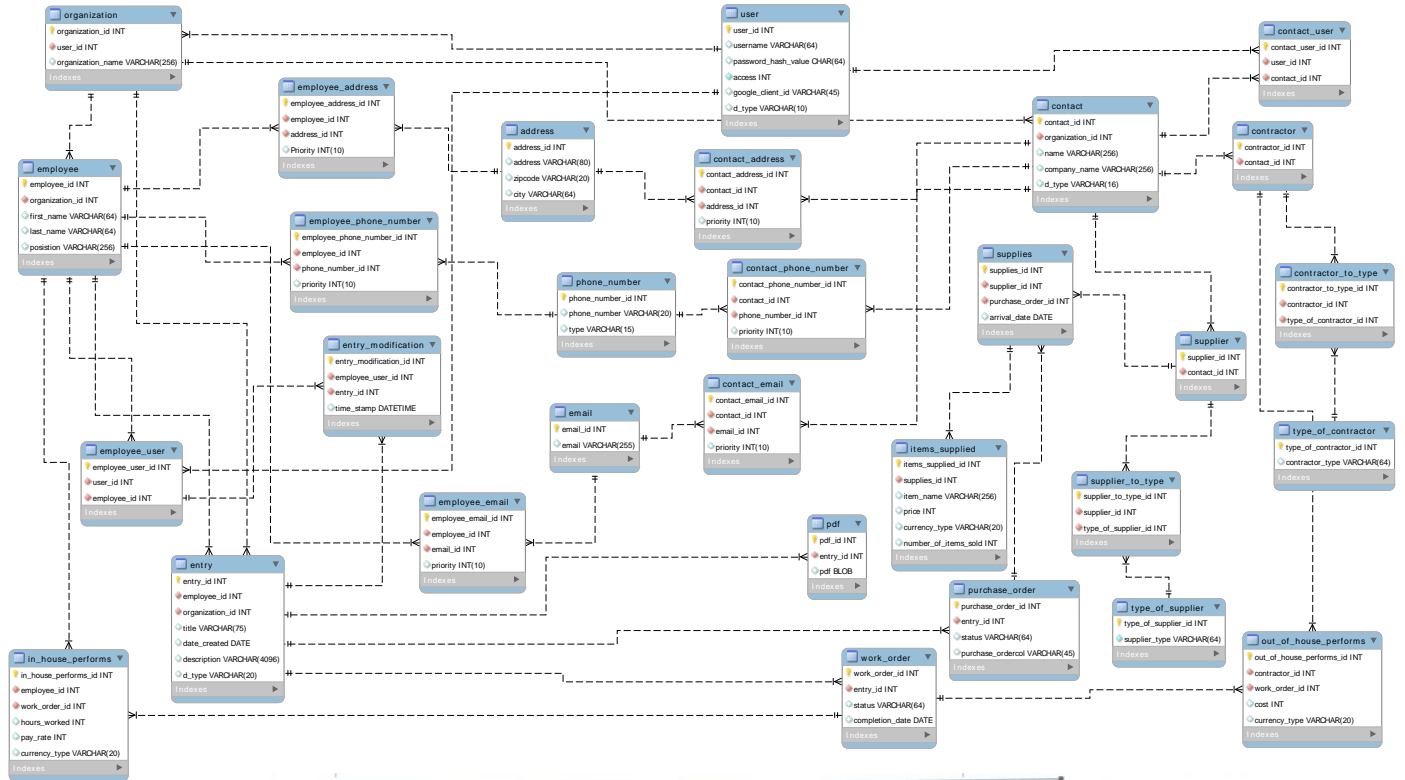 organization
organization_id INT
user_id INT
organization_name VARCHAR(256)
Indexes
user
user_id INT
username VARCHAR(64)
password_hash_value CHAR(64)
access INT
google_client_id VARCHAR(45)
d_type VARCHAR(10)
Indexes
contact_user
contact_user_id INT
user_id INT
contact_id INT
Indexes
employee_address
employee_address_id INT
employee_id INT
address_id INT
Priority INT(10)
Indexes
address
address_id INT
address VARCHAR(80)
zipcode VARCHAR(20)
city VARCHAR(64)
Indexes
contact_address
contact_address_id INT
contact_id INT
address_id INT
priority INT(10)
Indexes
contact
contact_id INT
organization_id INT
name VARCHAR(256)
company_name VARCHAR(256)
d_type VARCHAR(16)
Indexes
contractor
contractor_id INT
contact_id INT
Indexes
employee
employee_id INT
organization_id INT
first_name VARCHAR(64)
last_name VARCHAR(64)
posistion VARCHAR(256)
Indexes
employee_phone_number
employee_phone_number_id INT
employee_id INT
phone_number_id INT
priority INT(10)
Indexes
phone_number
phone_number_id INT
phone_number VARCHAR(20)
type VARCHAR(15)
Indexes
contact_phone_number
contact_phone_number_id INT
contact_id INT
phone_number_id INT
priority INT(10)
Indexes
supplies
supplies_id INT
supplier_id INT
purchase_order_id INT
arrival_date DATE
Indexes
contractor_to_type
contractor_to_type_id INT
contractor_id INT
type_of_contractor_id INT
Indexes
entry_modification
entry_modification_id INT
employee_user_id INT
entry_id INT
time_stamp DATETIME
Indexes
supplier
supplier_id INT
contact_id INT
Indexes
email
email_id INT
email VARCHAR(255)
Indexes
contact_email
contact_email_id INT
contact_id INT
email_id INT
priority INT(10)
Indexes
type_of_contractor
type_of_contractor_id INT
contractor_type VARCHAR(64)
Indexes
employee_user
employee_user_id INT
user_id INT
employee_id INT
Indexes
items_supplied
items_supplied_id INT
supplies_id INT
item_name VARCHAR(256)
price INT
currency_type VARCHAR(20)
number_of_items_sold INT
Indexes
supplier_to_type
supplier_to_type_id INT
supplier_id INT
type_of_supplier_id INT
Indexes
employee_email
employee_email_id INT
employee_id INT
email_id INT
priority INT(10)
Indexes
pdf
pdf_id INT
entry_id INT
pdf BLOB
Indexes
entry
entry_id INT
employee_id INT
organization_id INT
title VARCHAR(75)
date_created DATE
description VARCHAR(4096)
d_type VARCHAR(20)
Indexes
purchase_order
purchase_order_id INT
entry_id INT
status VARCHAR(64)
purchase_ordercol VARCHAR(45)
Indexes
type_of_supplier
type_of_supplier_id INT
supplier_type VARCHAR(64)
Indexes
in_house_performs
in_house_performs_id INT
employee_id INT
work_order_id INT
hours_worked INT
pay_rate INT
currency_type VARCHAR(20)
Indexes
work_order
work_order_id INT
entry_id INT
status VARCHAR(64)
completion_date DATE
Indexes
out_of_house_performs
out_of_house_performs_id INT
contractor_id INT
work_order_id INT
cost INT
currency_type VARCHAR(20)
Indexes